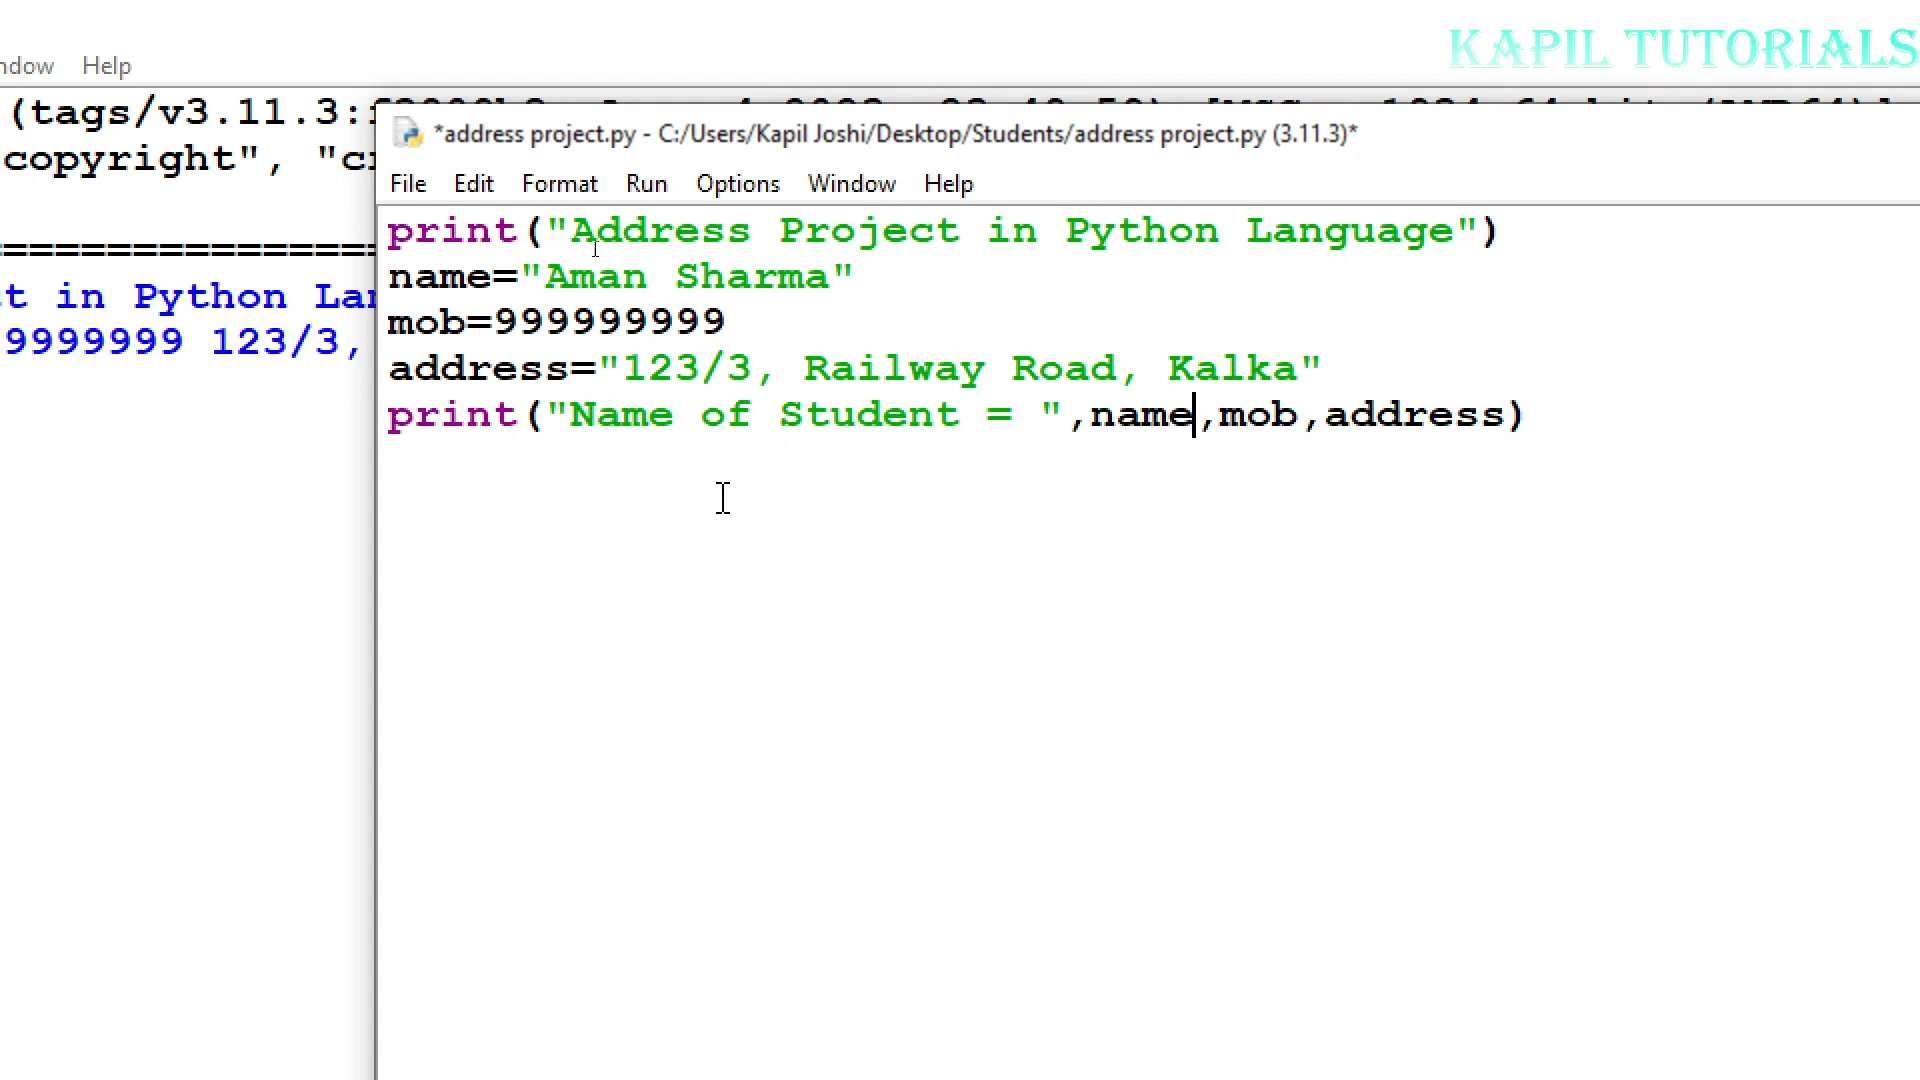 KAPIL TUTORIALS
ndow Help
(tags/v3.11.3:
copyright", "c
*address project.py - C:/Users/Kapil Joshi/Desktop/Students/address project.py (3.11.3)*
File Edit Format Run Options Window Help
print("Address Project in Python Language")
name="Aman Sharma"
mob=999999999
address="123/3, Railway Road, Kalka"
print("Name of Student = ",name,mob,address)
====================
t in Python Lan
9999999 123/3,